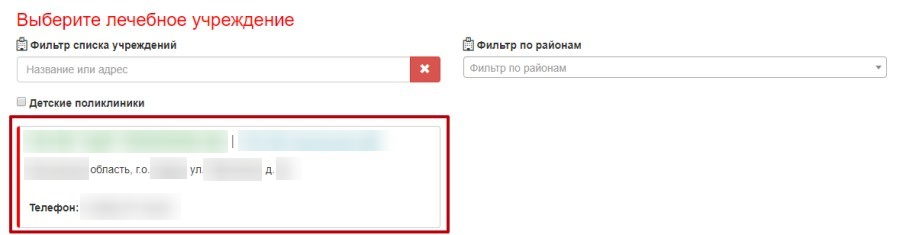 Выберите лечебное учреждение
Фильтр списка учреждений
Фильтр по районам
Название или адрес
Фильтр по районам
Детские поликлиники
|
область, г.о. ул. д.
Телефон: